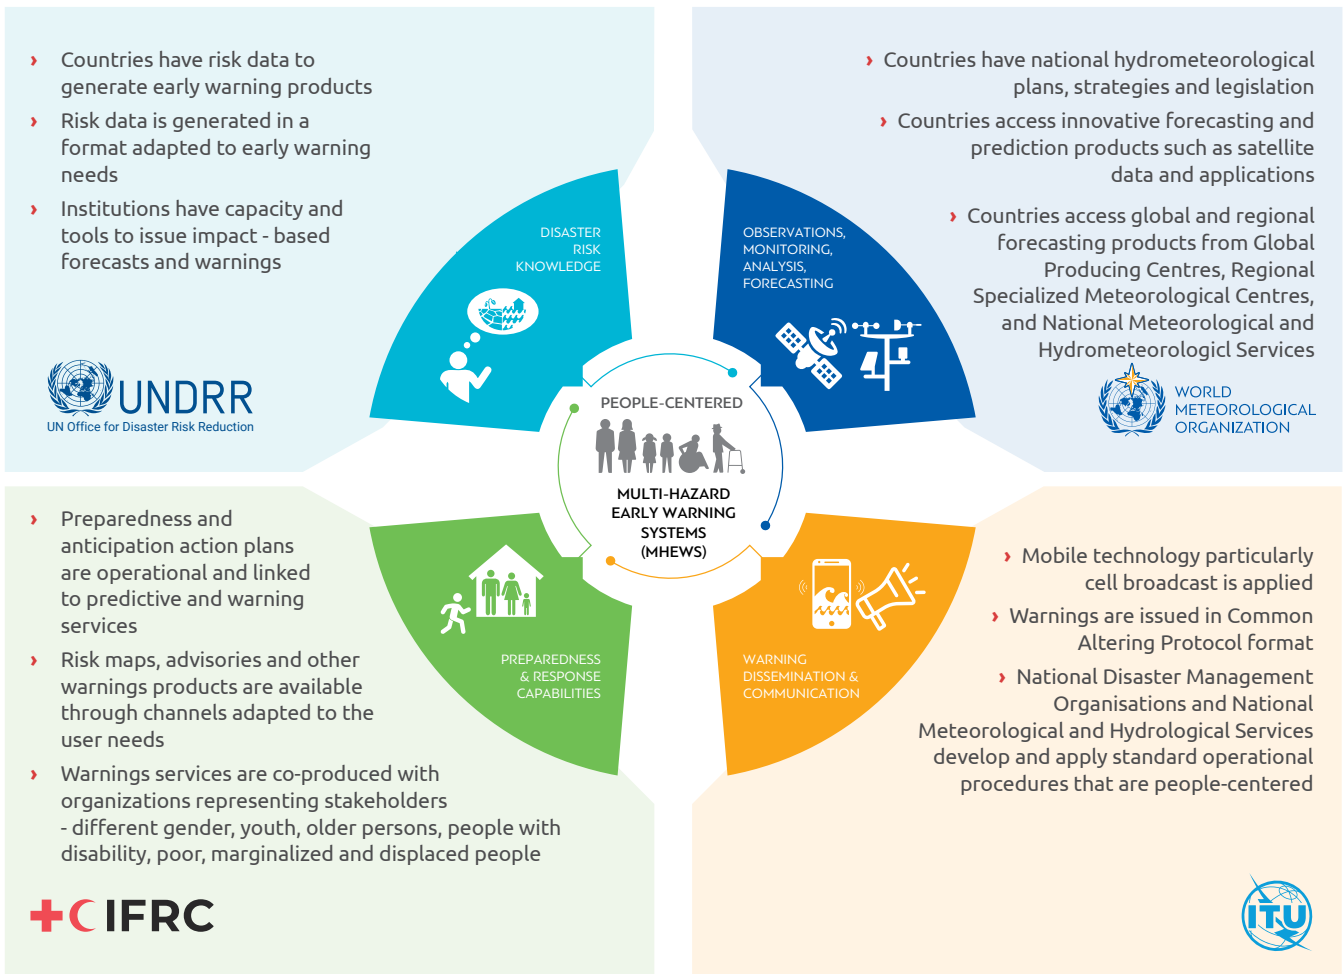 › Countries have risk data to
generate early warning products
› Risk data is generated in a
format adapted to early warning
needs
› Institutions have capacity and
tools to issue impact - based
forecasts and warnings
UNDRR
UN Office for Disaster Risk Reduction
DISASTER
RISK
KNOWLEDGE
› Countries have national hydrometeorological
plans, strategies and legislation
› Countries access innovative forecasting and
prediction products such as satellite
data and applications
› Countries access global and regional
forecasting products from Global
Producing Centres, Regional
Specialized Meteorological Centres,
and National Meteorological and
Hydrometeorologicl Services
WORLD
METEOROLOGICAL
ORGANIZATION
OBSERVATIONS,
MONITORING,
ANALYSIS,
FORECASTING
PEOPLE-CENTERED
MULTI-HAZARD
EARLY WARNING
SYSTEMS
(MHEWS)
› Preparedness and
anticipation action plans
are operational and linked
to predictive and warning
services
› Risk maps, advisories and other
warnings products are available
through channels adapted to the
user needs
› Warnings services are co-produced with
organizations representing stakeholders
- different gender, youth, older persons, people with
disability, poor, marginalized and displaced people
IFRC
PREPAREDNESS
& RESPONSE
CAPABILITIES
WARNING
DISSEMINATION &
COMMUNICATION
› Mobile technology particularly
cell broadcast is applied
› Warnings are issued in Common
Altering Protocol format
› National Disaster Management
Organisations and National
Meteorological and Hydrological Services
develop and apply standard operational
procedures that are people-centered
ITU